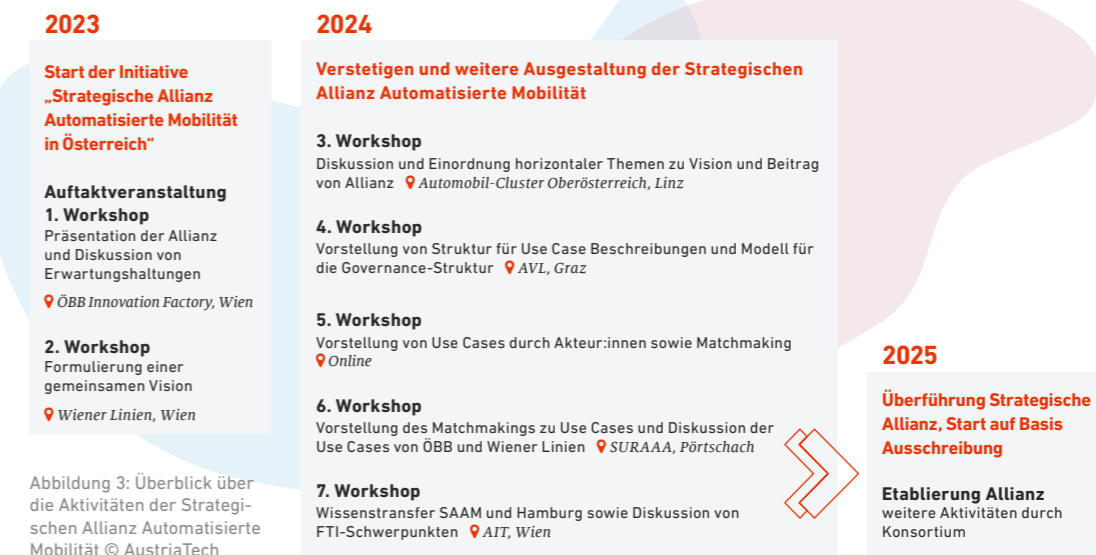 2023
Start der Initiative
„Strategische Allianz
Automatisierte Mobilität
in Österreich“
Auftaktveranstaltung
1. Workshop
Präsentation der Allianz
und Diskussion von
Erwartungshaltungen
ÖBB Innovation Factory, Wien
2. Workshop
Formulierung einer
gemeinsamen Vision
Wiener Linien, Wien
Abbildung 3: Überblick über
die Aktivitäten der Strategi-
schen Allianz Automatisierte
Mobilität © AustriaTech
2024
Verstetigen und weitere Ausgestaltung der Strategischen
Allianz Automatisierte Mobilität
3. Workshop
Diskussion und Einordnung horizontaler Themen zu Vision und Beitrag
von Allianz Automobil-Cluster Oberösterreich, Linz
4. Workshop
Vorstellung von Struktur für Use Case Beschreibungen und Modell für
die Governance-Struktur AVL, Graz
5. Workshop
Vorstellung von Use Cases durch Akteur:innen sowie Matchmaking
Online
6. Workshop
Vorstellung des Matchmakings zu Use Cases und Diskussion der
Use Cases von ÖBB und Wiener Linien SURAAA, Pörtschach
7. Workshop
Wissenstransfer SAAM und Hamburg sowie Diskussion von
FTI-Schwerpunkten AIT, Wien
2025
Überführung Strategische
Allianz, Start auf Basis
Ausschreibung
Etablierung Allianz
weitere Aktivitäten durch
Konsortium